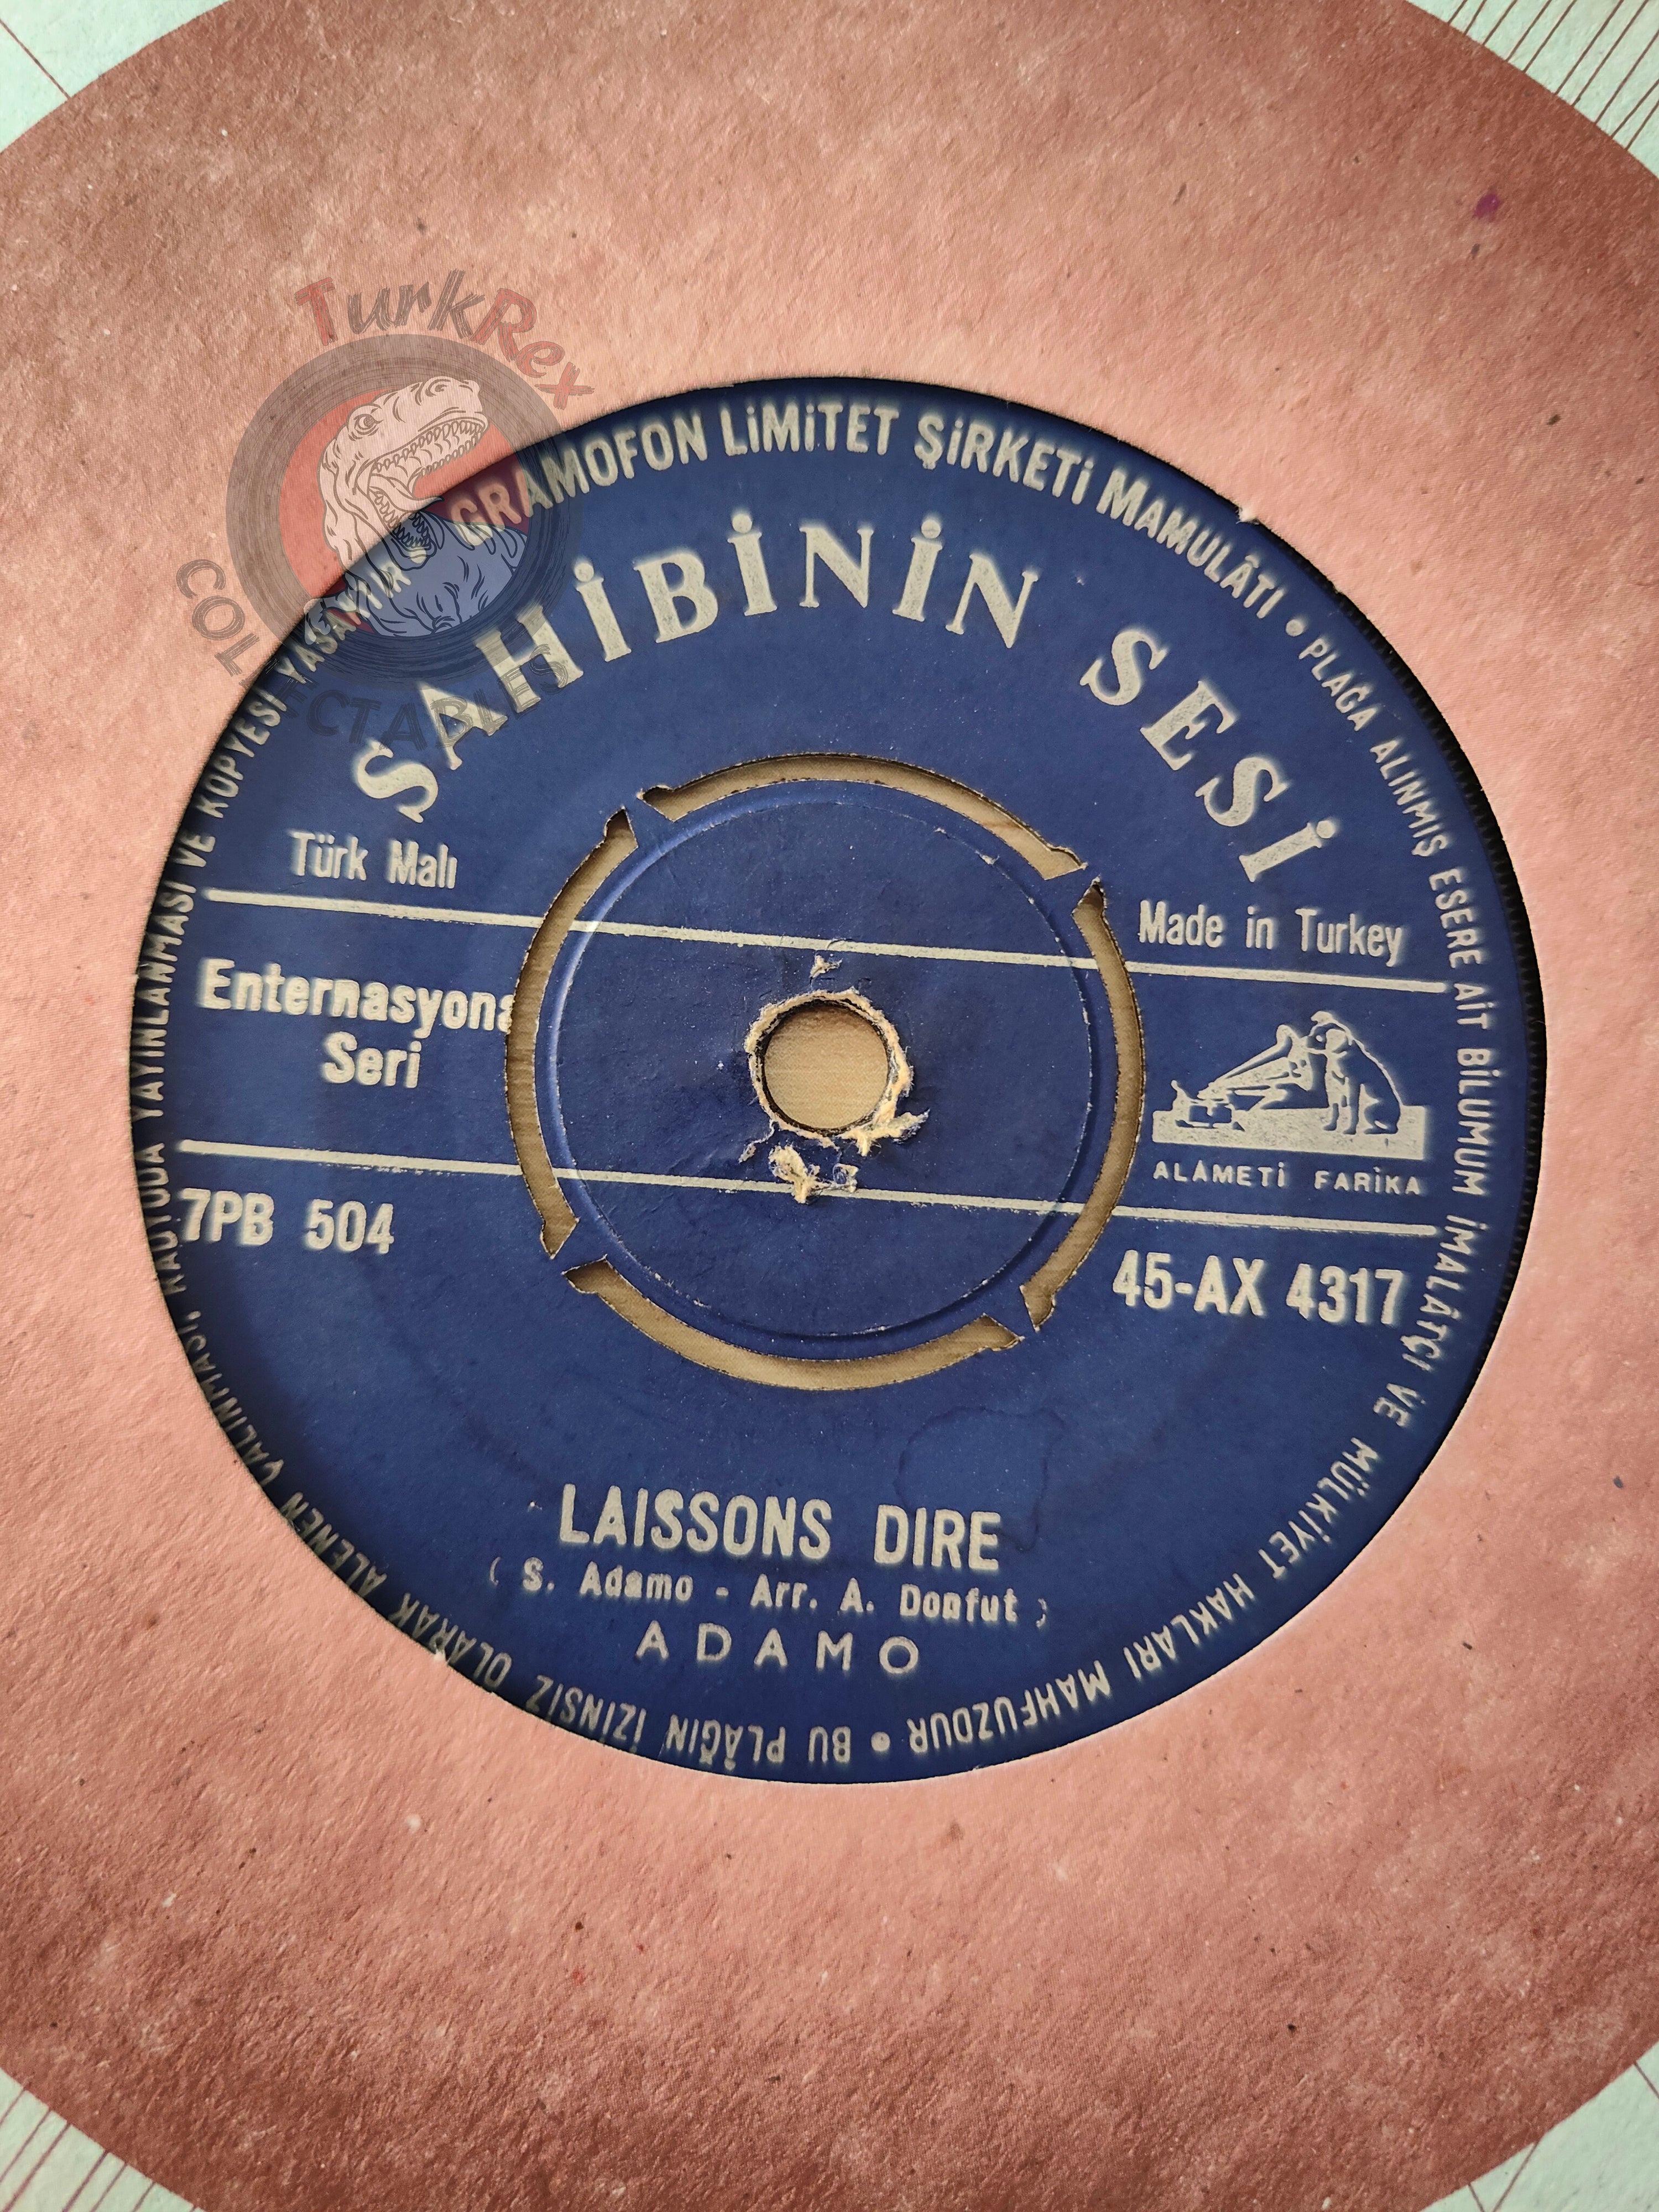 TurkRex
COLLECTABLES
GRAMOFON LİMİTET ŞİRKETİ MAMULÂTI • PLAĞA ALINMIŞ ESERE AİT BİLUMUM İMALÂTÇI VE MÜLKİYET HAKLARI MAHFUZDUR • BU PLÂĞIN İZİNSİZ OLARAK ALENEN ÇALINMASI, RADYODA YAYINLANMASI VE KOPYESİ YASAKTIR
SAHİBİNİN SESİ
Türk Malı
Made in Turkey
Enternasyona
Seri
ALÂMETİ FARİKA
7PB 504
45-AX 4317
LAISSONS DIRE
( S. Adamo - Arr. A. Donfut )
ADAMO